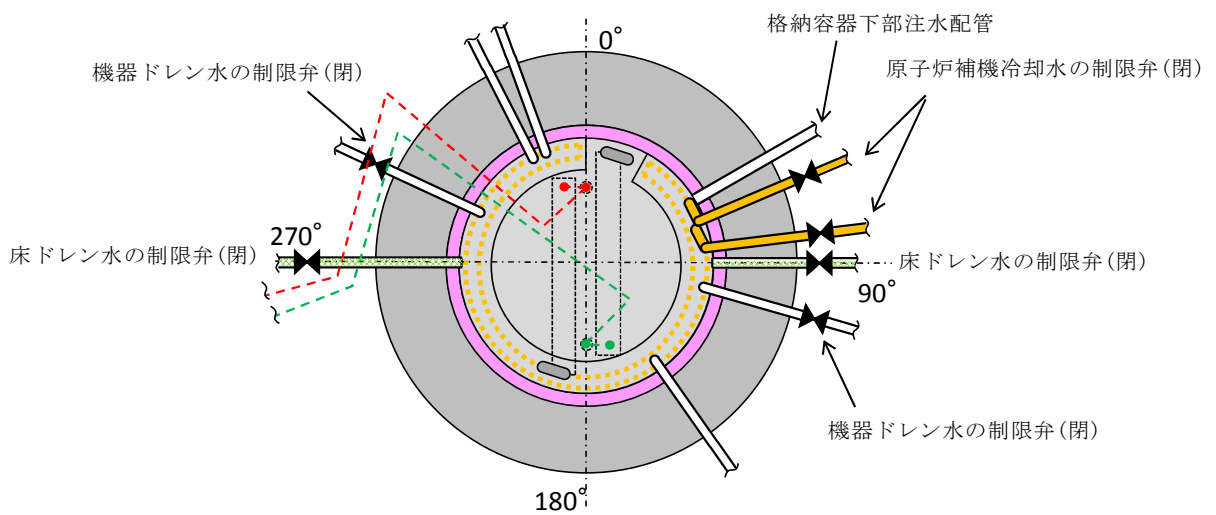 格納容器下部注水配管
0°
機器ドレン水の制限弁(閉)
原子炉補機冷却水の制限弁(閉)
270°
床ドレン水の制限弁(閉)
床ドレン水の制限弁(閉)
90°
機器ドレン水の制限弁(閉)
180°